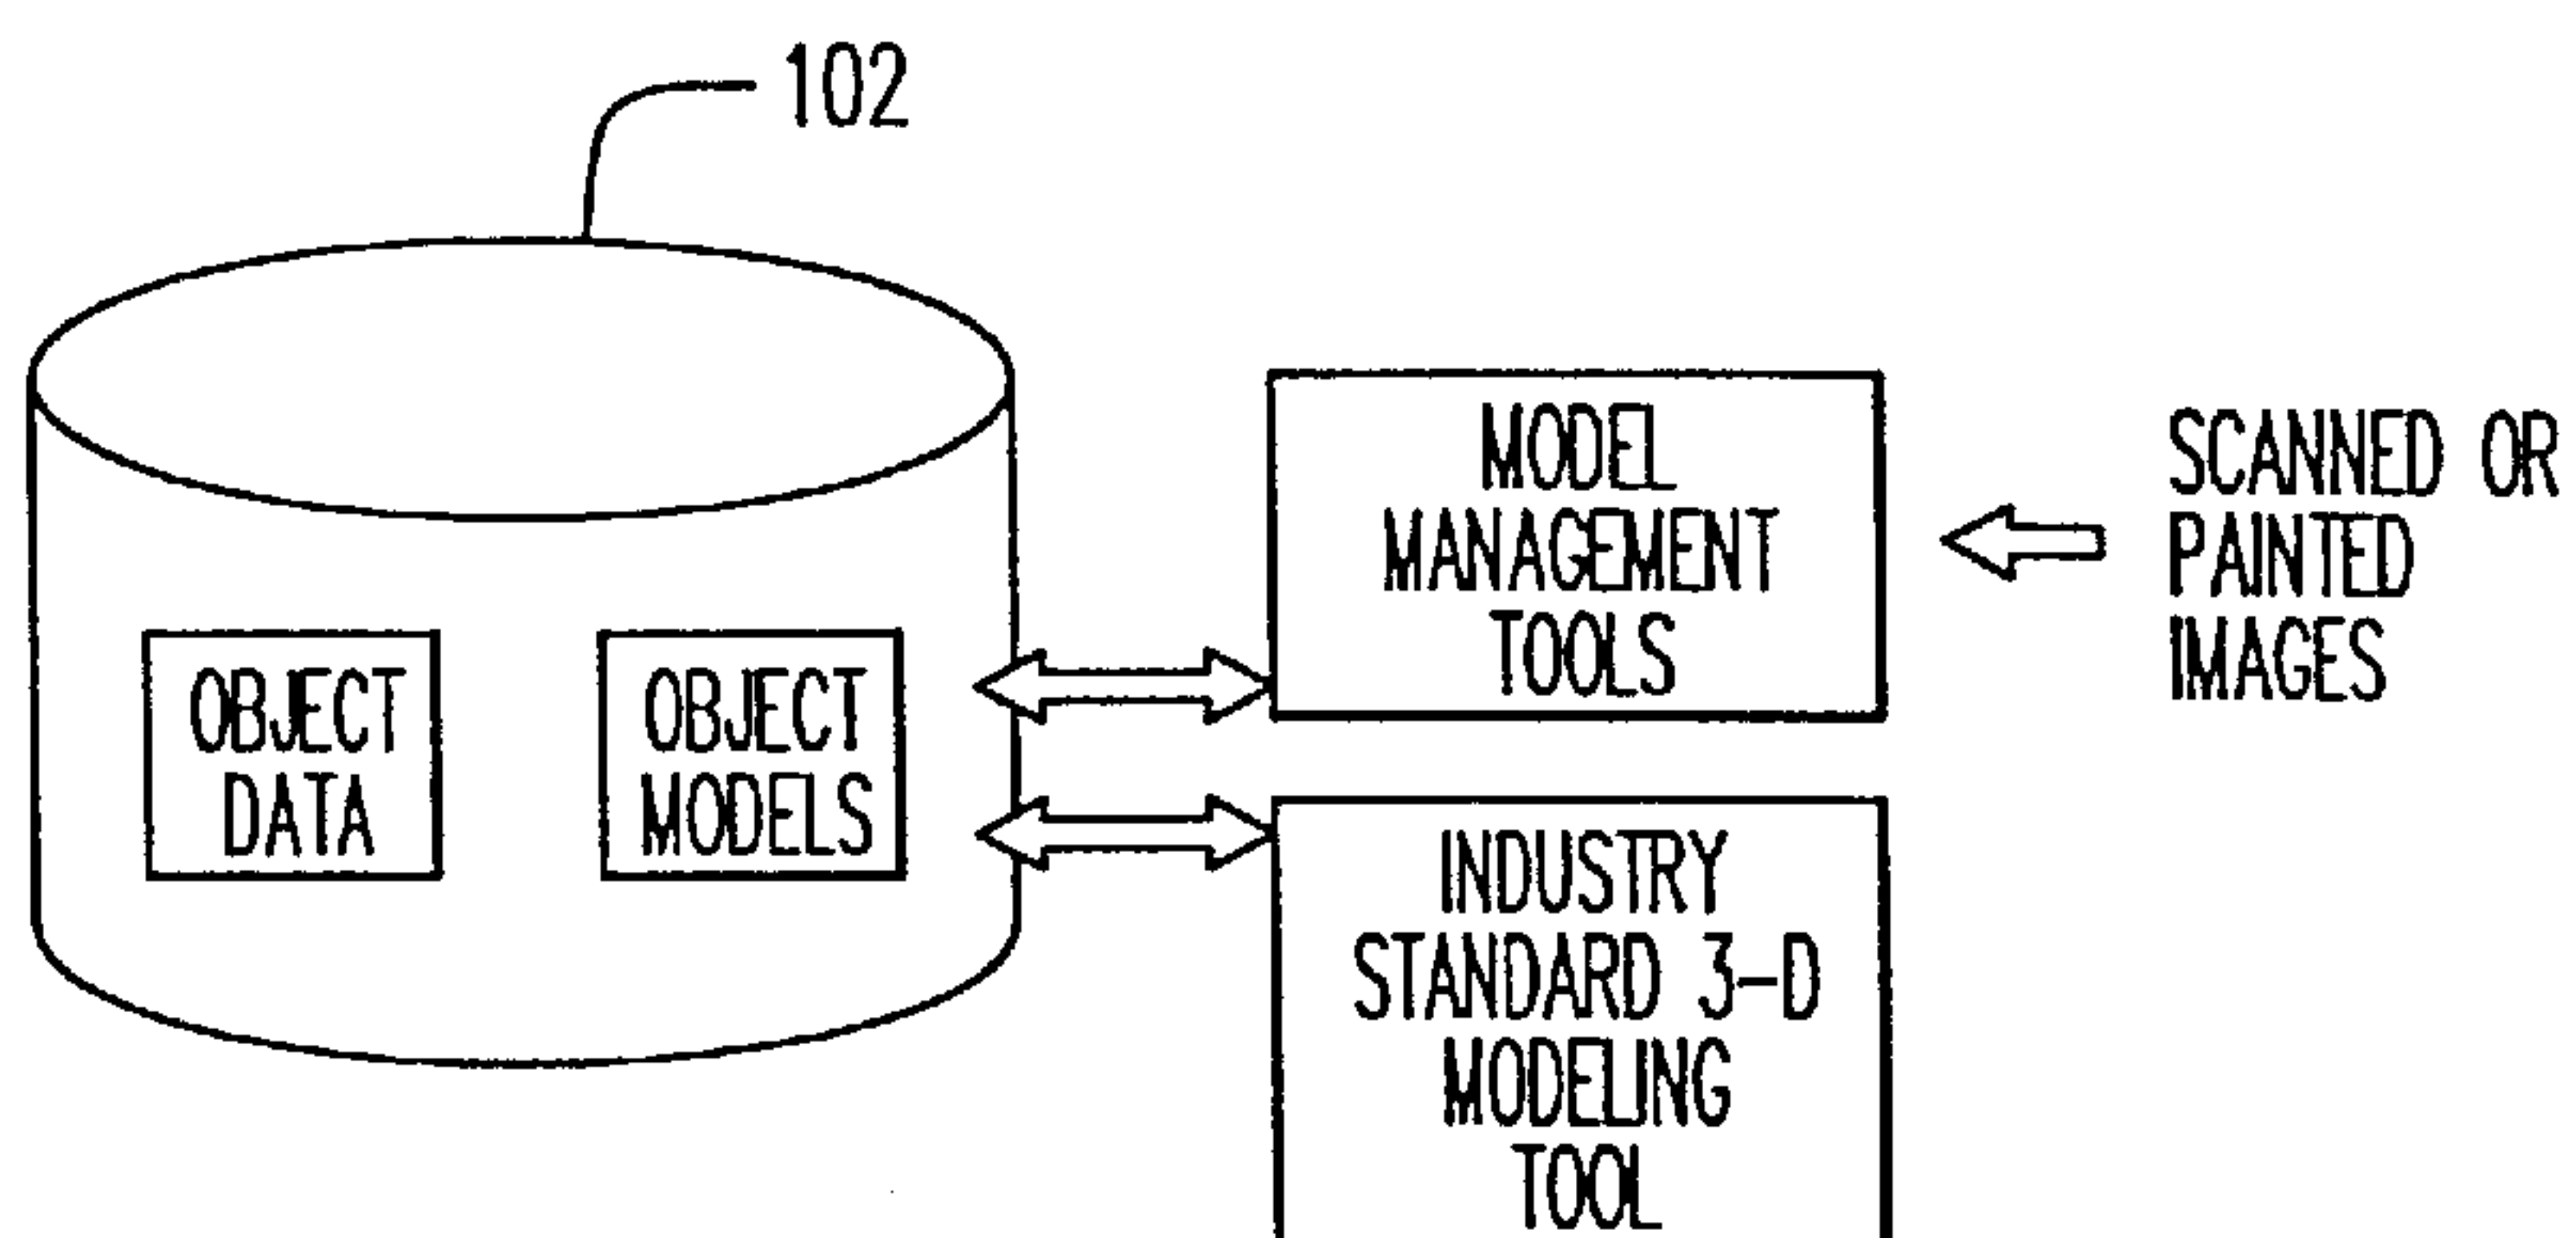 102
OBJECT
DATA
OBJECT
MODELS
MODEL
MANAGEMENT
TOOLS
SCANNED OR
PAINTED
IMAGES
INDUSTRY
STANDARD 3-D
MODELING
TOOL